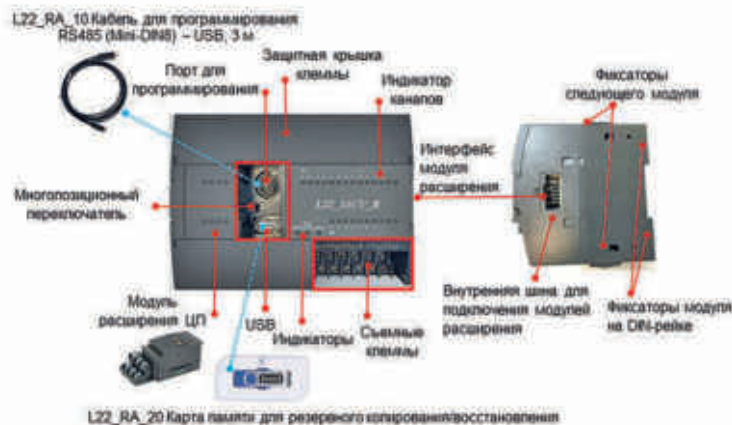 L22_RA_10 Кабель для программирования
RS485 (Mini-DIN8) – USB, 3 м
Защитная крышка
клеммы
Порт для
программирования
Индикатор
каналов
Фиксаторы
следующего модуля
Интерфейс
модуля
расширения
Многопозиционный
переключатель
Модуль
расширения ЦП
USB
Индикаторы
Съемные
клеммы
Внутренняя шина для
подключения модулей
расширения
Фиксаторы модуля
на DIN-рейке
L22_RA_20 Карта памяти для резервного копирования/восстановления